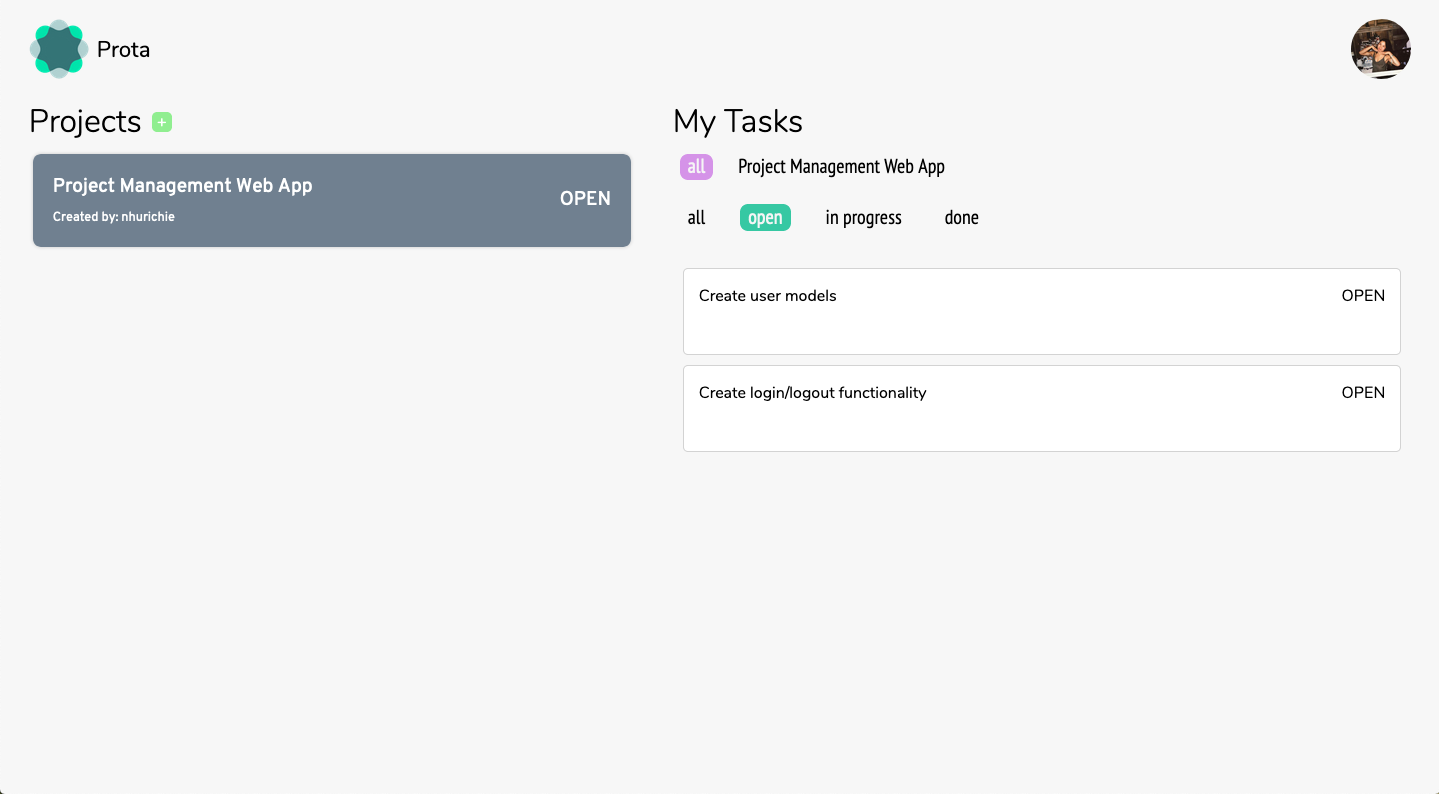 Prota
Projects +
Project Management Web App
Created by: nhurichie
OPEN
My Tasks
all Project Management Web App
all open in progress done
Create user models OPEN
Create login/logout functionality OPEN